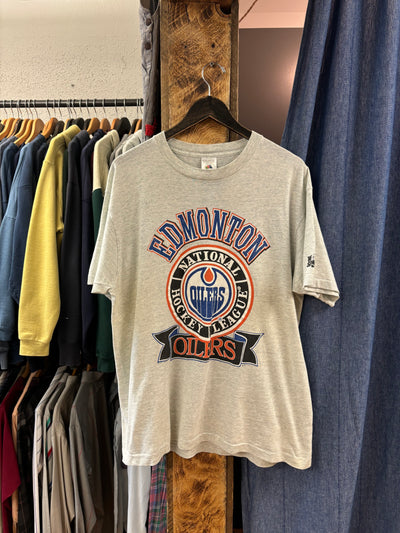 EDMONTON
NATIONAL
OILERS
HOCKEY LEAGUE
OILERS